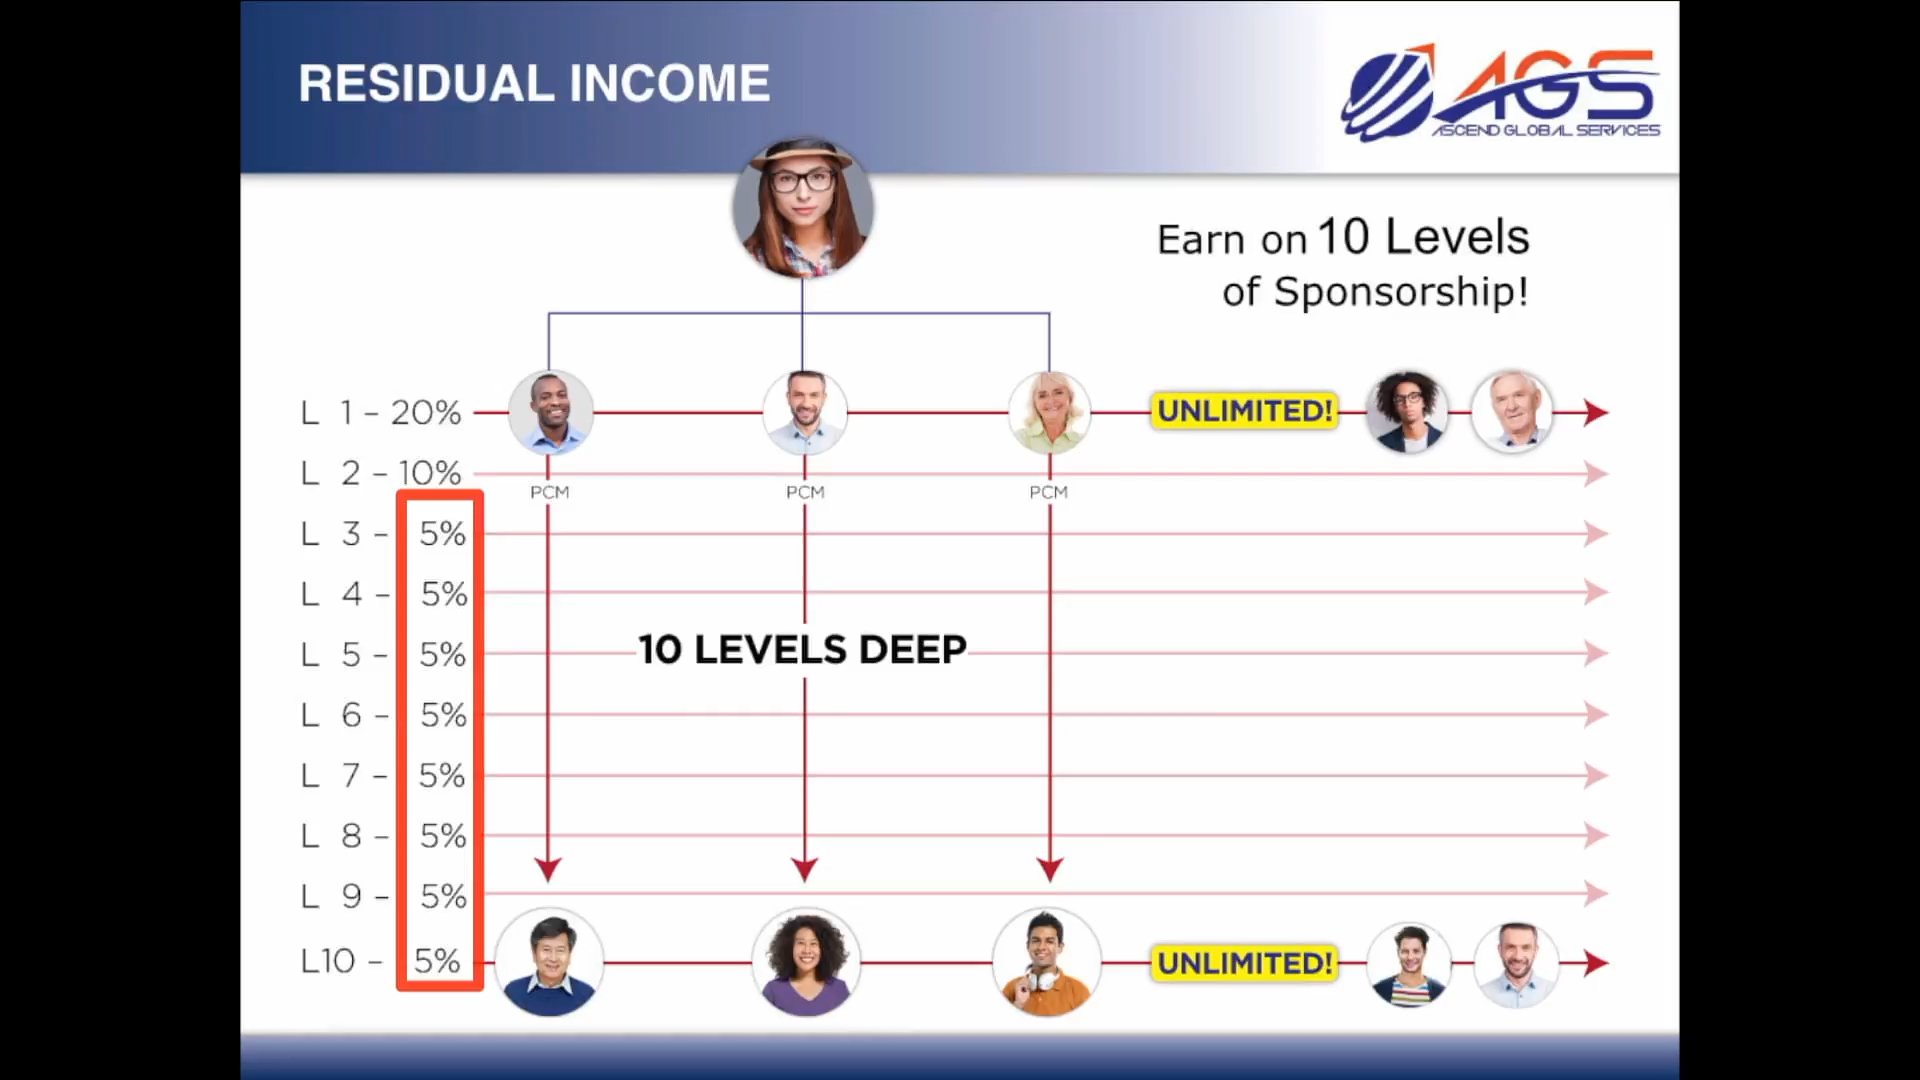 RESIDUAL INCOME
AGS
ASCEND GLOBAL SERVICES
Earn on 10 Levels
of Sponsorship!
L 1 - 20%
UNLIMITED!
L 2 - 10%
PCM PCM PCM
L 3 - 5%
L 4 - 5%
10 LEVELS DEEP
L 5 - 5%
L 6 - 5%
L 7 - 5%
L 8 - 5%
L 9 - 5%
L10 - 5%
UNLIMITED!